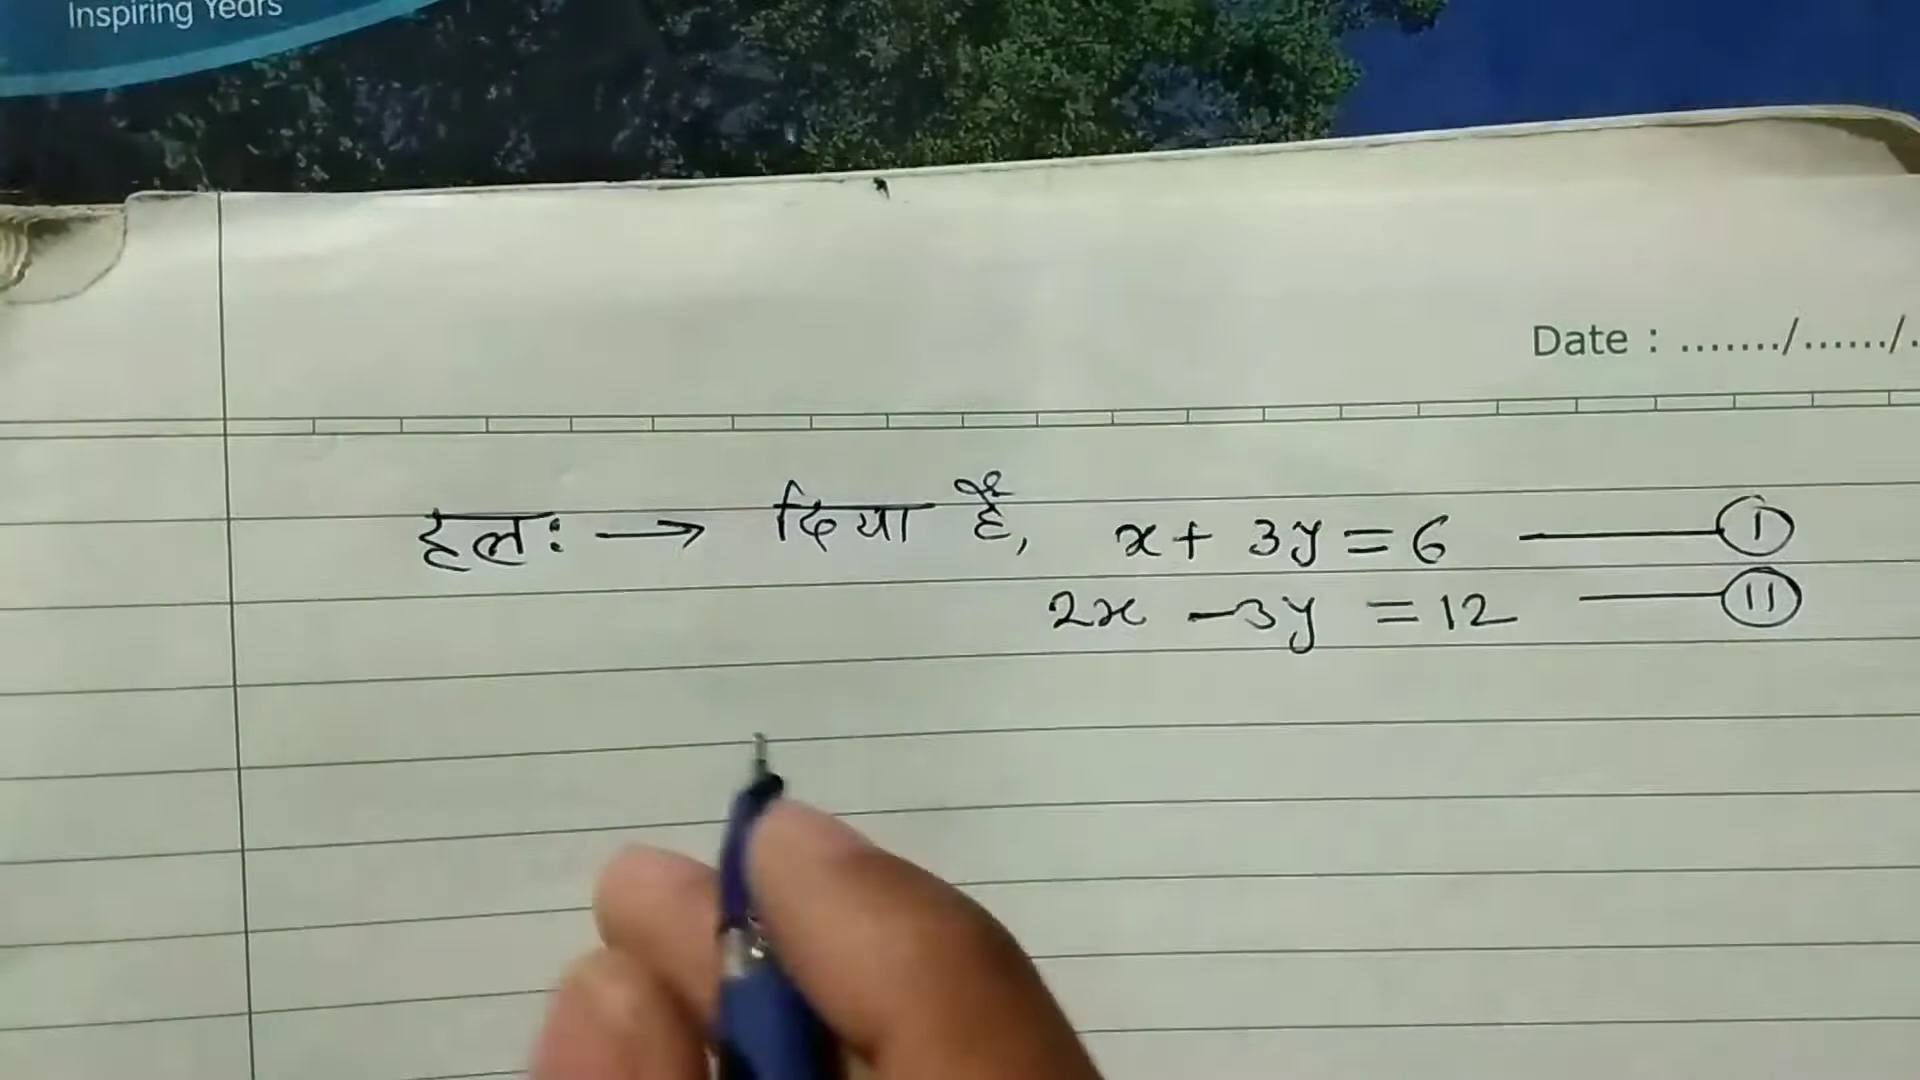 Inspiring Years
Date : ......./....../.
हलः → दिया है, x + 3y = 6 —— I
2x - 3y = 12 —— II